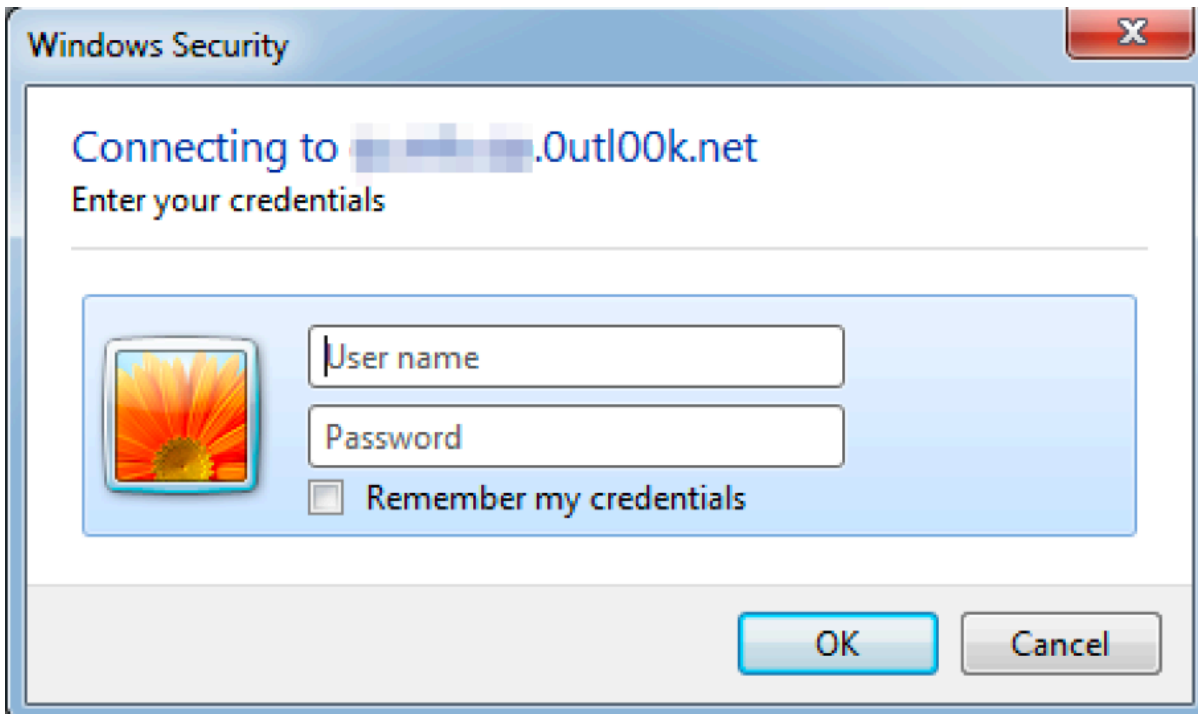 Windows Security
Connecting to .0utl00k.net
Enter your credentials
User name
Password
Remember my credentials
OK
Cancel